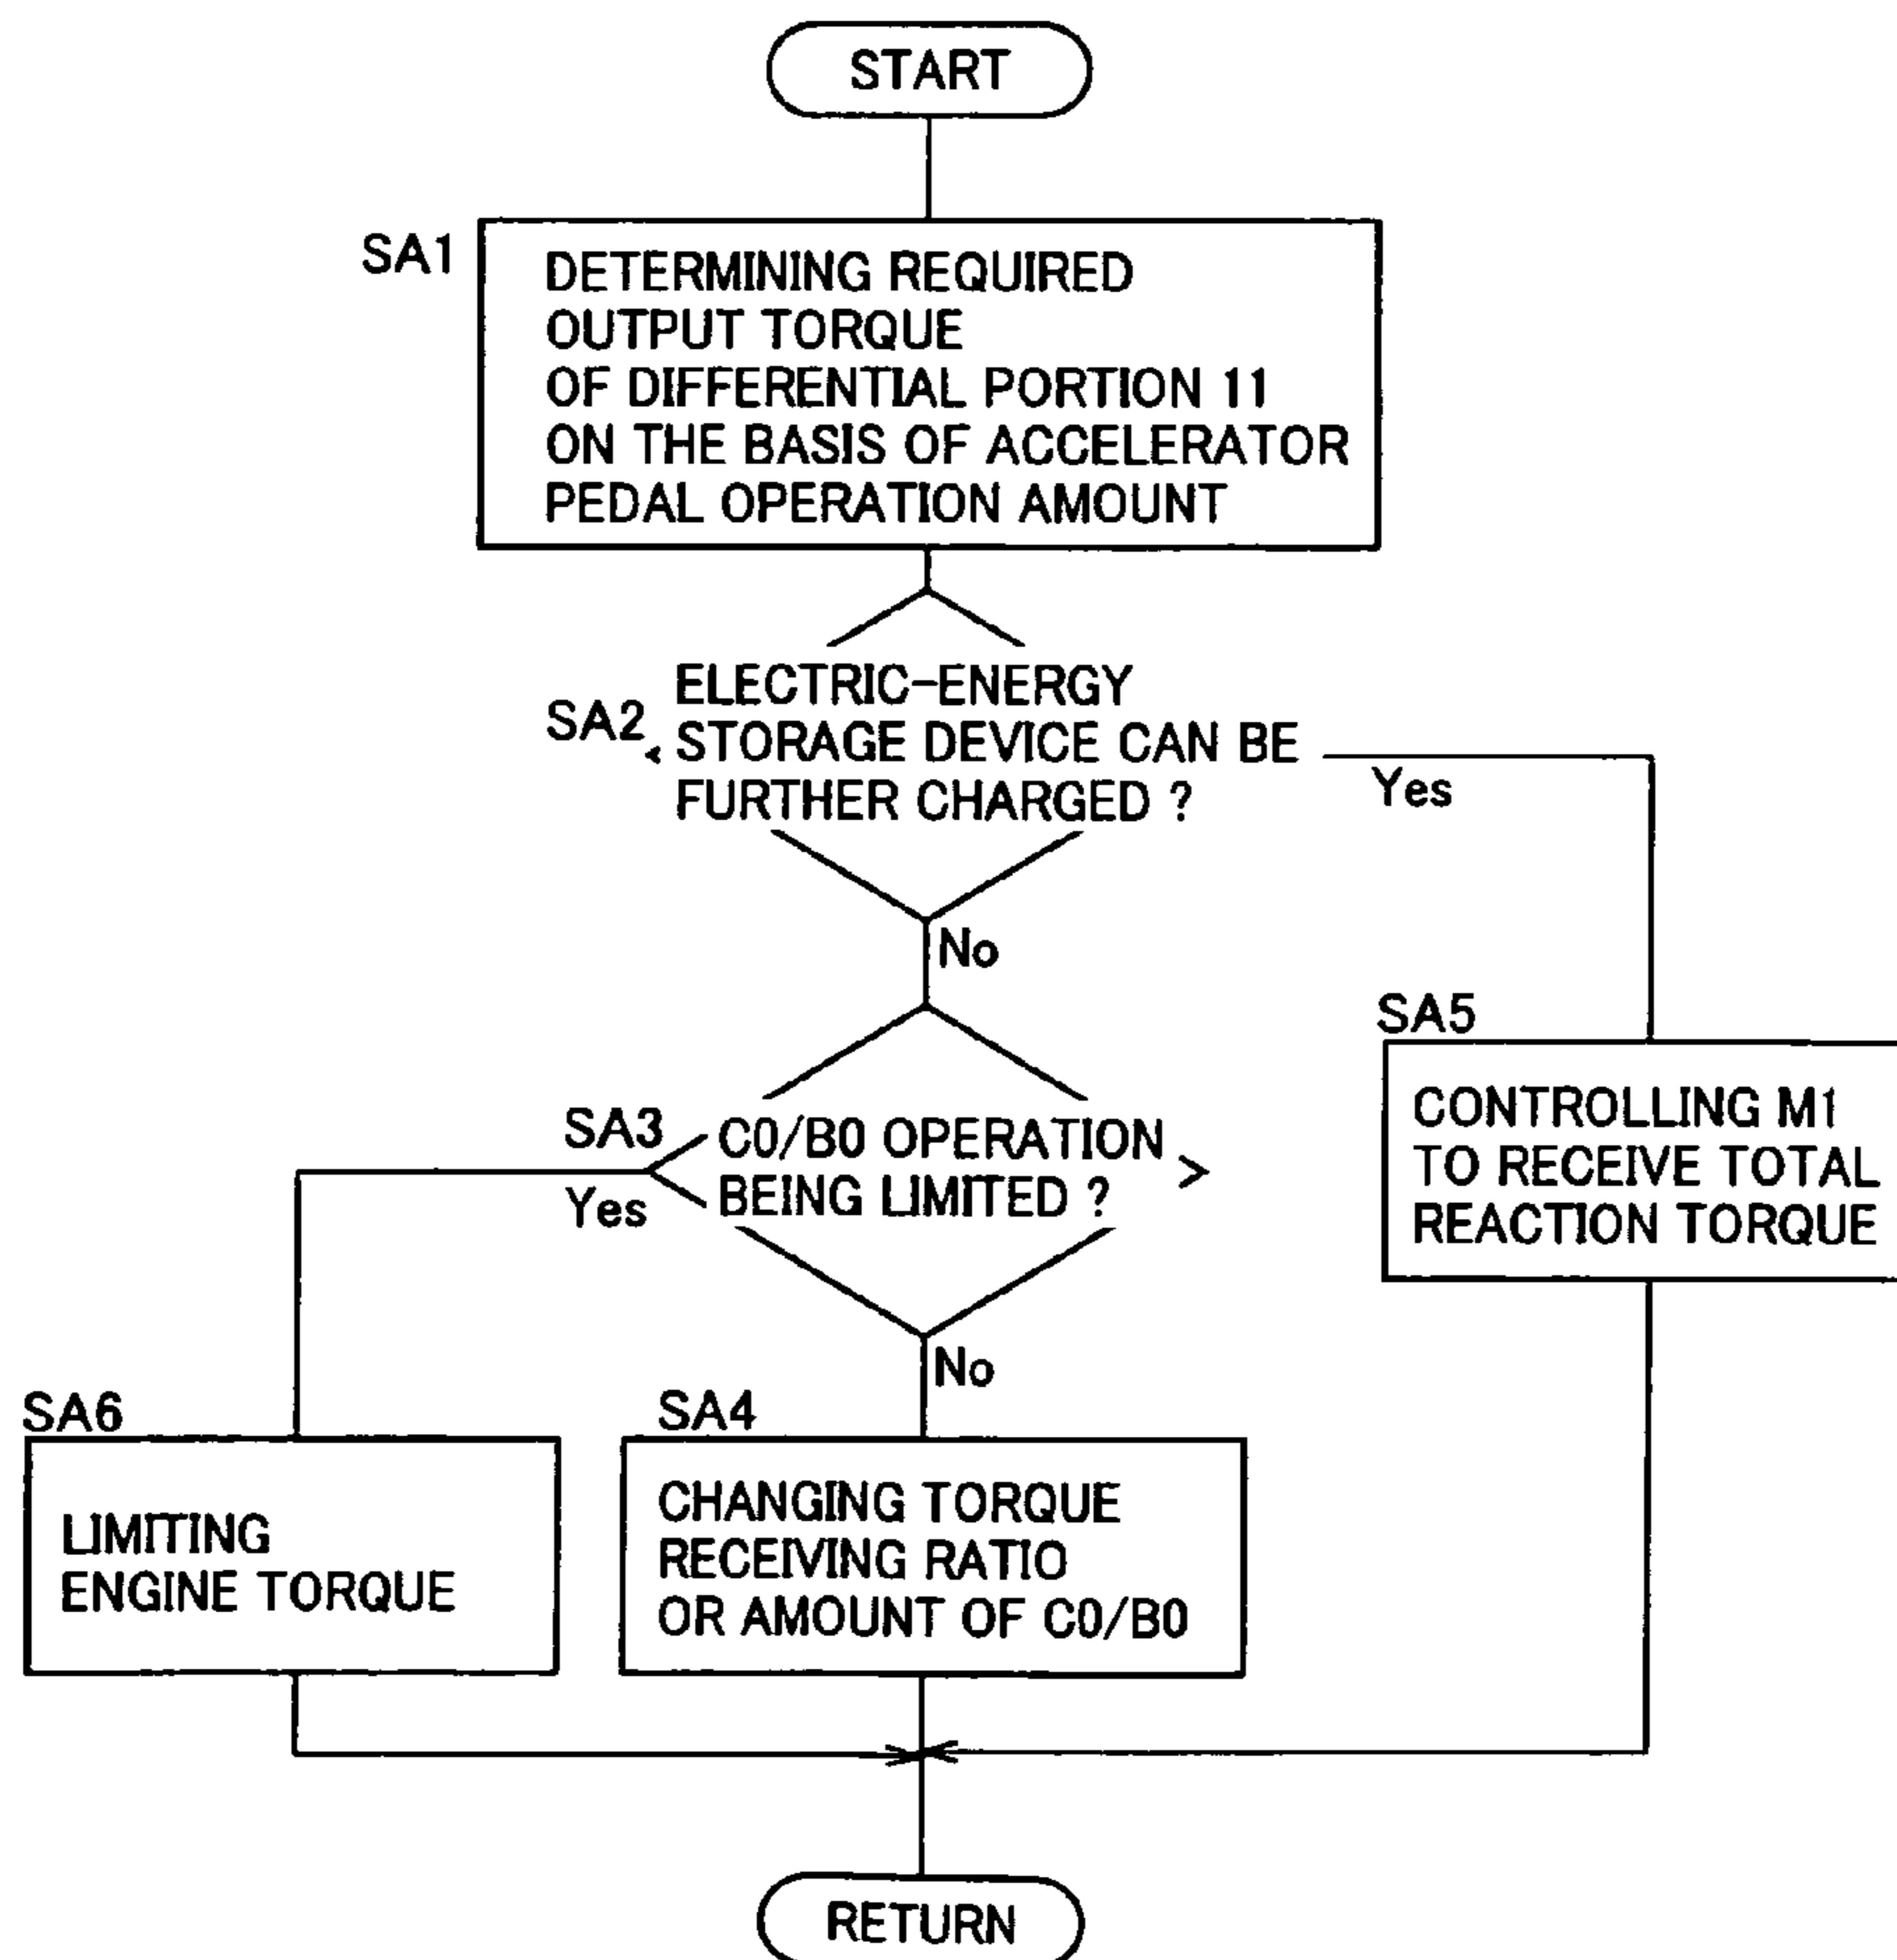 START
SA1
DETERMINING REQUIRED
OUTPUT TORQUE
OF DIFFERENTIAL PORTION 11
ON THE BASIS OF ACCELERATOR
PEDAL OPERATION AMOUNT
SA2
ELECTRIC-ENERGY
STORAGE DEVICE CAN BE
FURTHER CHARGED ?
Yes
No
SA3
C0/B0 OPERATION
BEING LIMITED ?
Yes
No
SA5
CONTROLLING M1
TO RECEIVE TOTAL
REACTION TORQUE
SA6
LIMITING
ENGINE TORQUE
SA4
CHANGING TORQUE
RECEIVING RATIO
OR AMOUNT OF C0/B0
RETURN